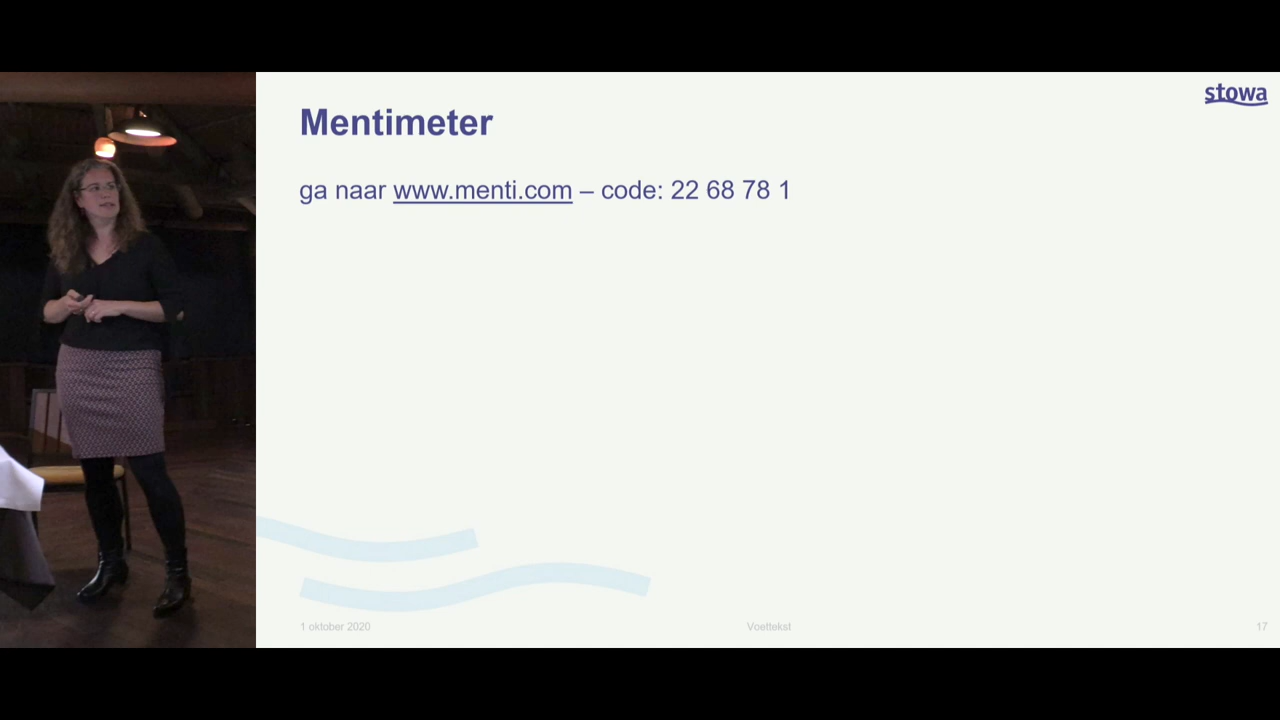 stowa
Mentimeter
ga naar www.menti.com – code: 22 68 78 1
1 oktober 2020
Voettekst
17